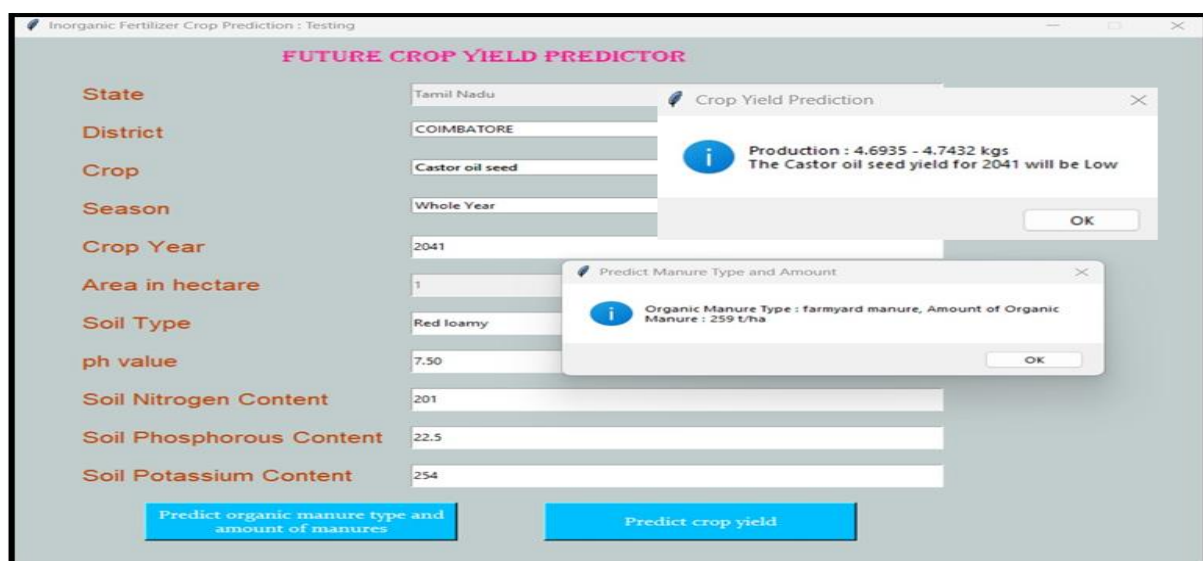 Inorganic Fertilizer Crop Prediction : Testing
FUTURE CROP YIELD PREDICTOR
State
Tamil Nadu
District
COIMBATORE
Crop
Castor oil seed
Season
Whole Year
Crop Year
2041
Area in hectare
1
Soil Type
Red loamy
ph value
7.50
Soil Nitrogen Content
201
Soil Phosphorous Content
22.5
Soil Potassium Content
254
Predict organic manure type and
amount of manures
Predict crop yield
Crop Yield Prediction
Production : 4.6935 - 4.7432 kgs
The Castor oil seed yield for 2041 will be Low
OK
Predict Manure Type and Amount
Organic Manure Type : farmyard manure, Amount of Organic
Manure : 259 t/ha
OK